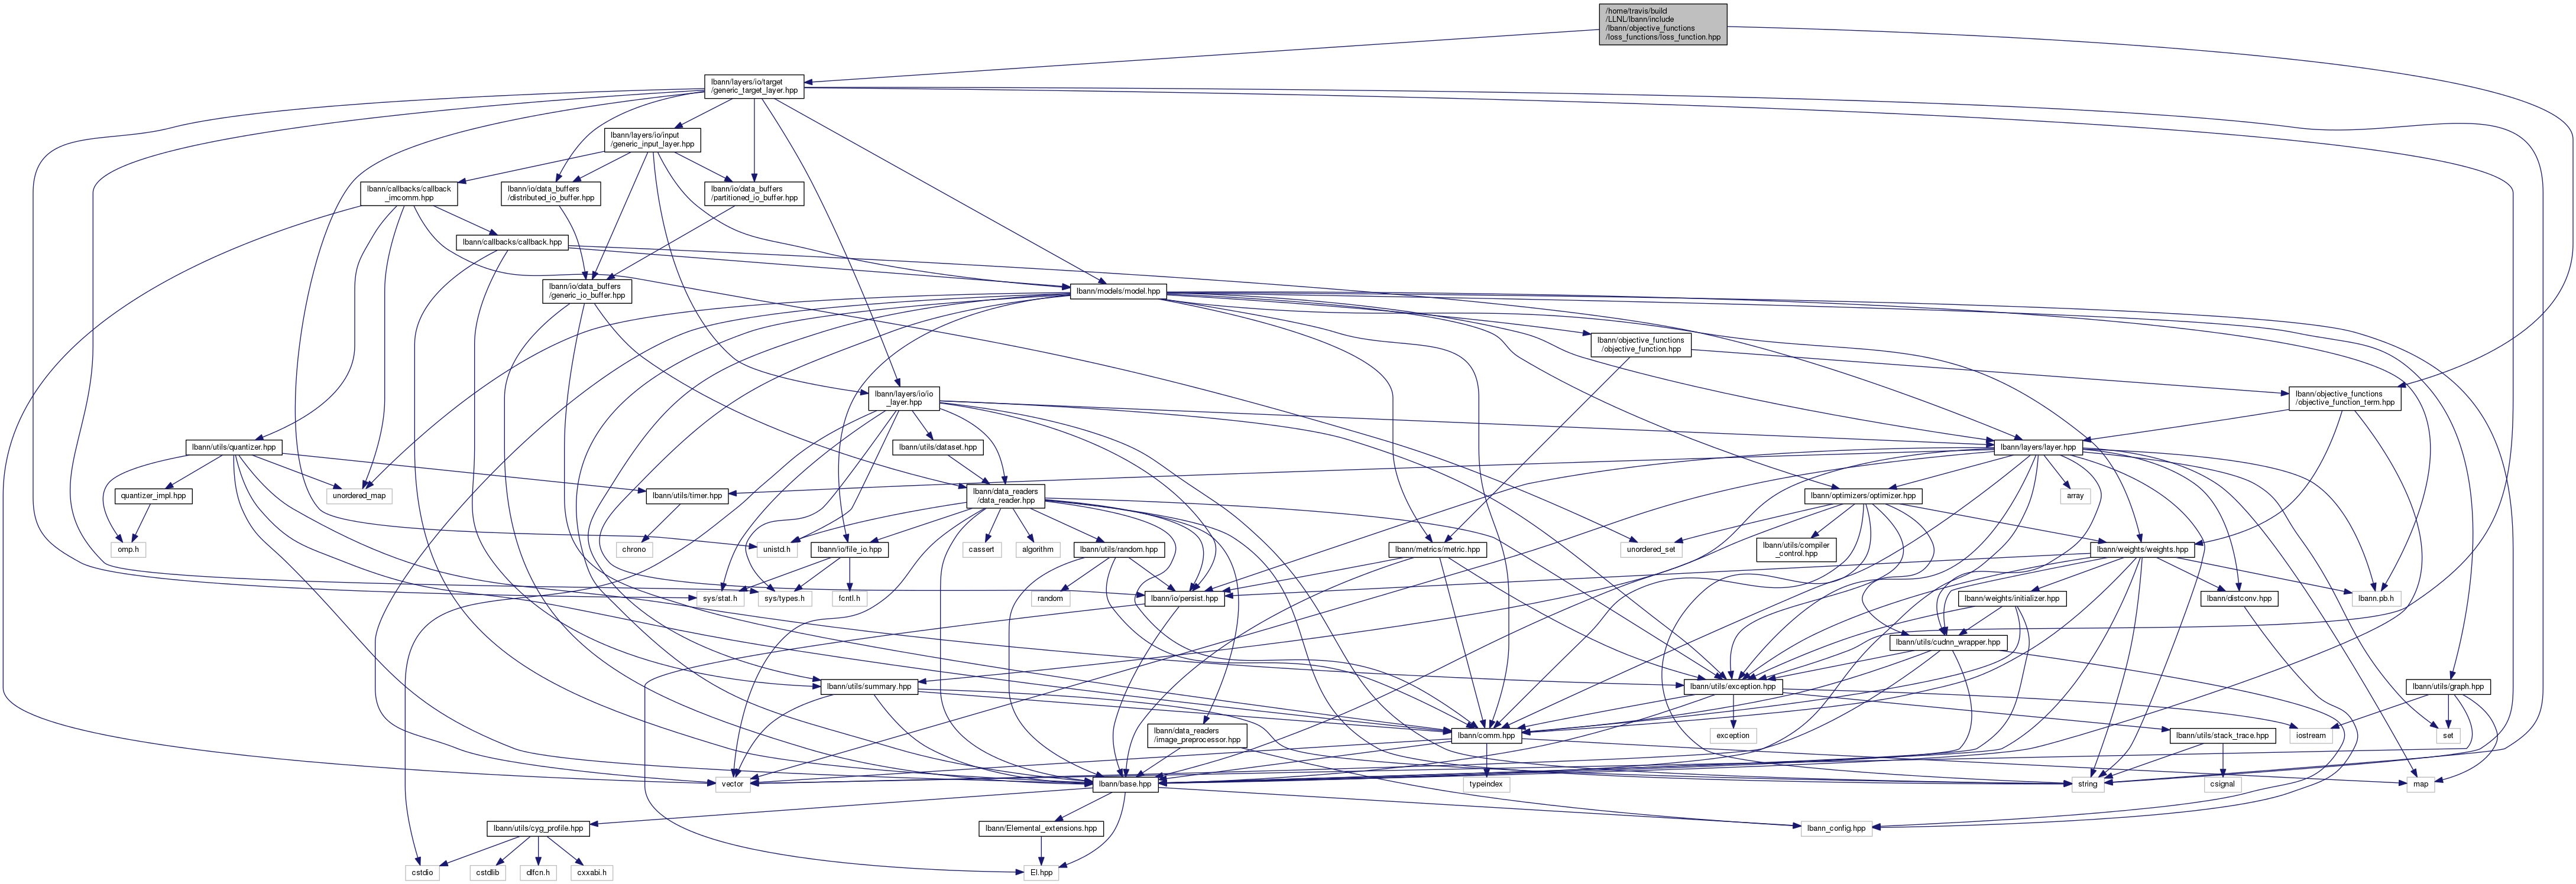 /home/travis/build
/LLNL/lbann/include
/lbann/objective_functions
/loss_functions/loss_function.hpp
lbann/layers/io/target
/generic_target_layer.hpp
lbann/layers/io/input
/generic_input_layer.hpp
lbann/callbacks/callback
_imcomm.hpp
lbann/io/data_buffers
/distributed_io_buffer.hpp
lbann/io/data_buffers
/partitioned_io_buffer.hpp
lbann/callbacks/callback.hpp
lbann/io/data_buffers
/generic_io_buffer.hpp
lbann/models/model.hpp
lbann/objective_functions
/objective_function.hpp
lbann/layers/io/io
_layer.hpp
lbann/objective_functions
/objective_function_term.hpp
lbann/utils/quantizer.hpp
lbann/utils/dataset.hpp
lbann/layers/layer.hpp
quantizer_impl.hpp
unordered_map
lbann/utils/timer.hpp
lbann/data_readers
/data_reader.hpp
lbann/optimizers/optimizer.hpp
array
omp.h
chrono
unistd.h
lbann/io/file_io.hpp
cassert
algorithm
lbann/utils/random.hpp
lbann/metrics/metric.hpp
unordered_set
lbann/utils/compiler
_control.hpp
lbann/weights/weights.hpp
sys/stat.h
sys/types.h
fcntl.h
random
lbann/io/persist.hpp
lbann/weights/initializer.hpp
lbann/distconv.hpp
lbann.pb.h
lbann/utils/cudnn_wrapper.hpp
lbann/utils/summary.hpp
lbann/utils/exception.hpp
lbann/utils/graph.hpp
lbann/data_readers
/image_preprocessor.hpp
lbann/comm.hpp
exception
lbann/utils/stack_trace.hpp
iostream
set
vector
lbann/base.hpp
typeindex
string
csignal
map
lbann/utils/cyg_profile.hpp
lbann/Elemental_extensions.hpp
lbann_config.hpp
cstdio
cstdlib
dlfcn.h
cxxabi.h
El.hpp